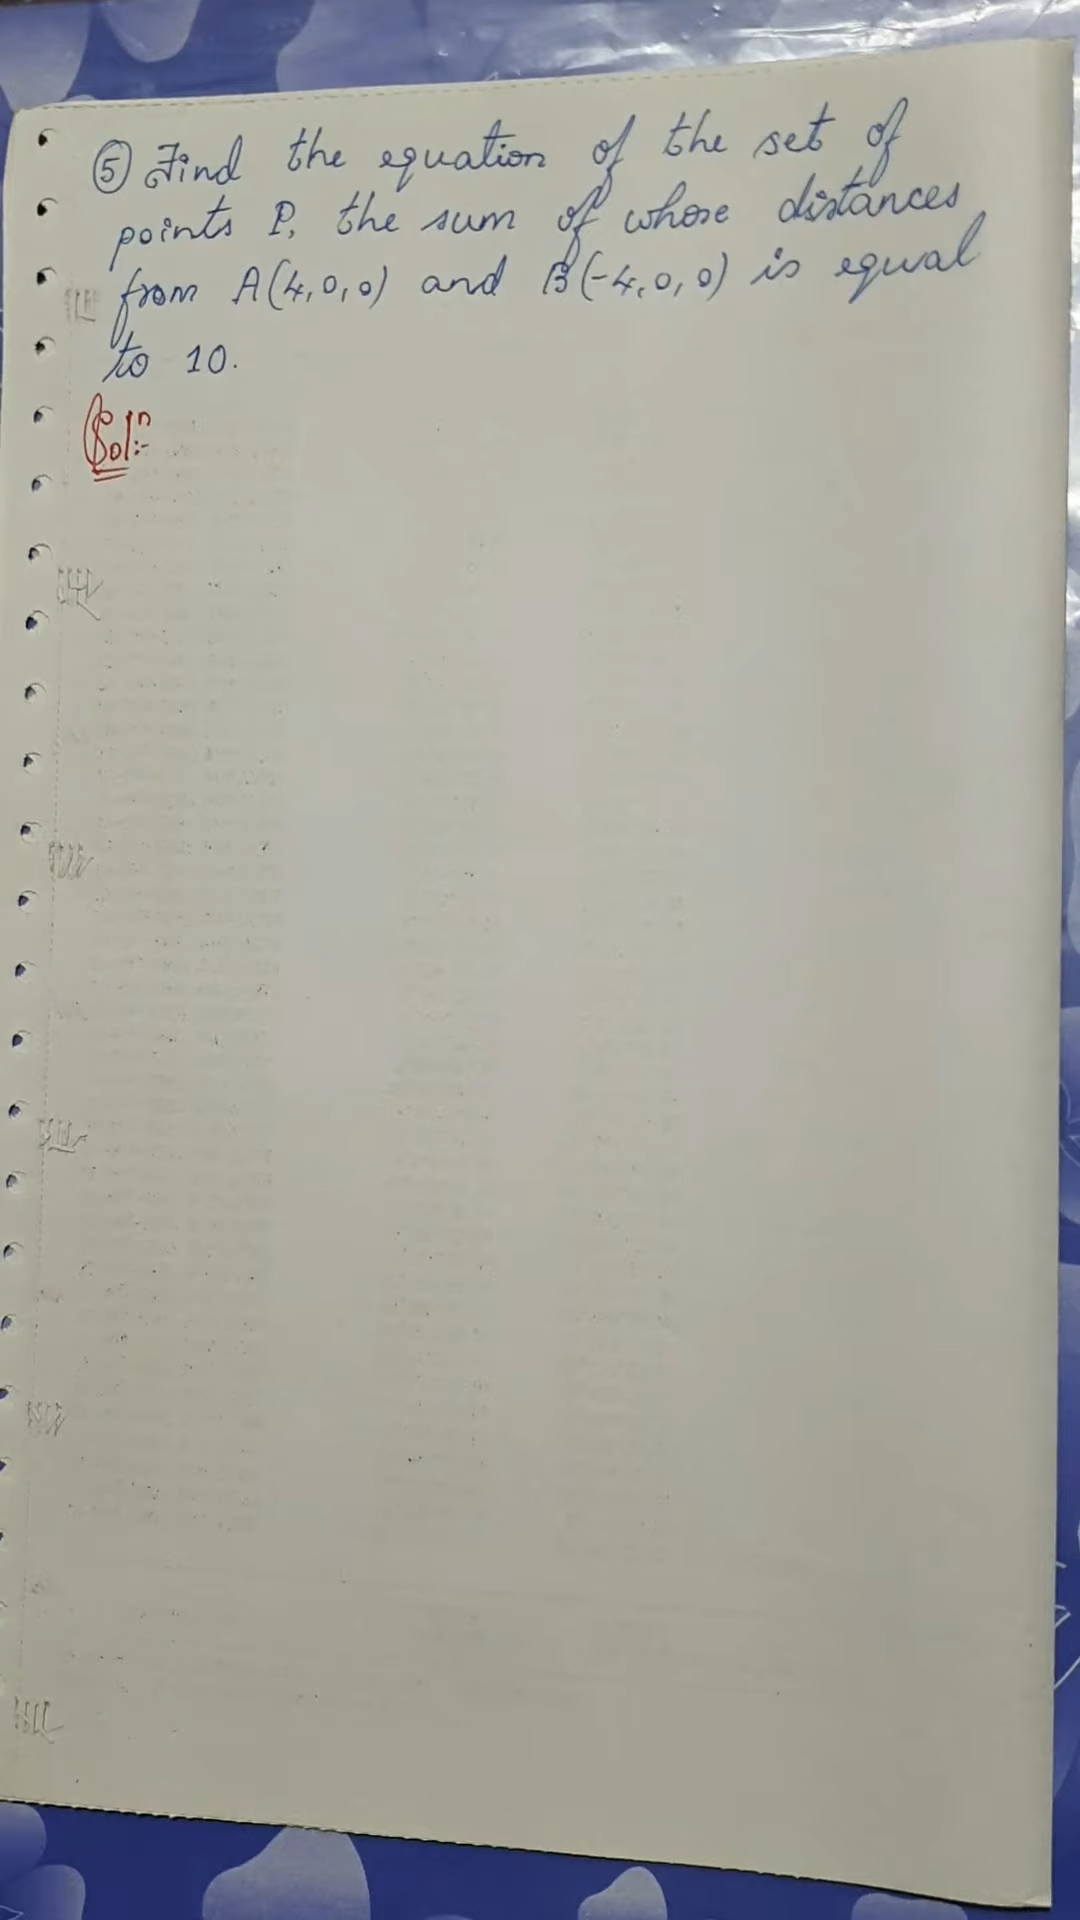 ⑤ Find the equation of the set of
points P, the sum of whose distances
from A(4,0,0) and B(-4,0,0) is equal
to 10.
Solⁿ:-